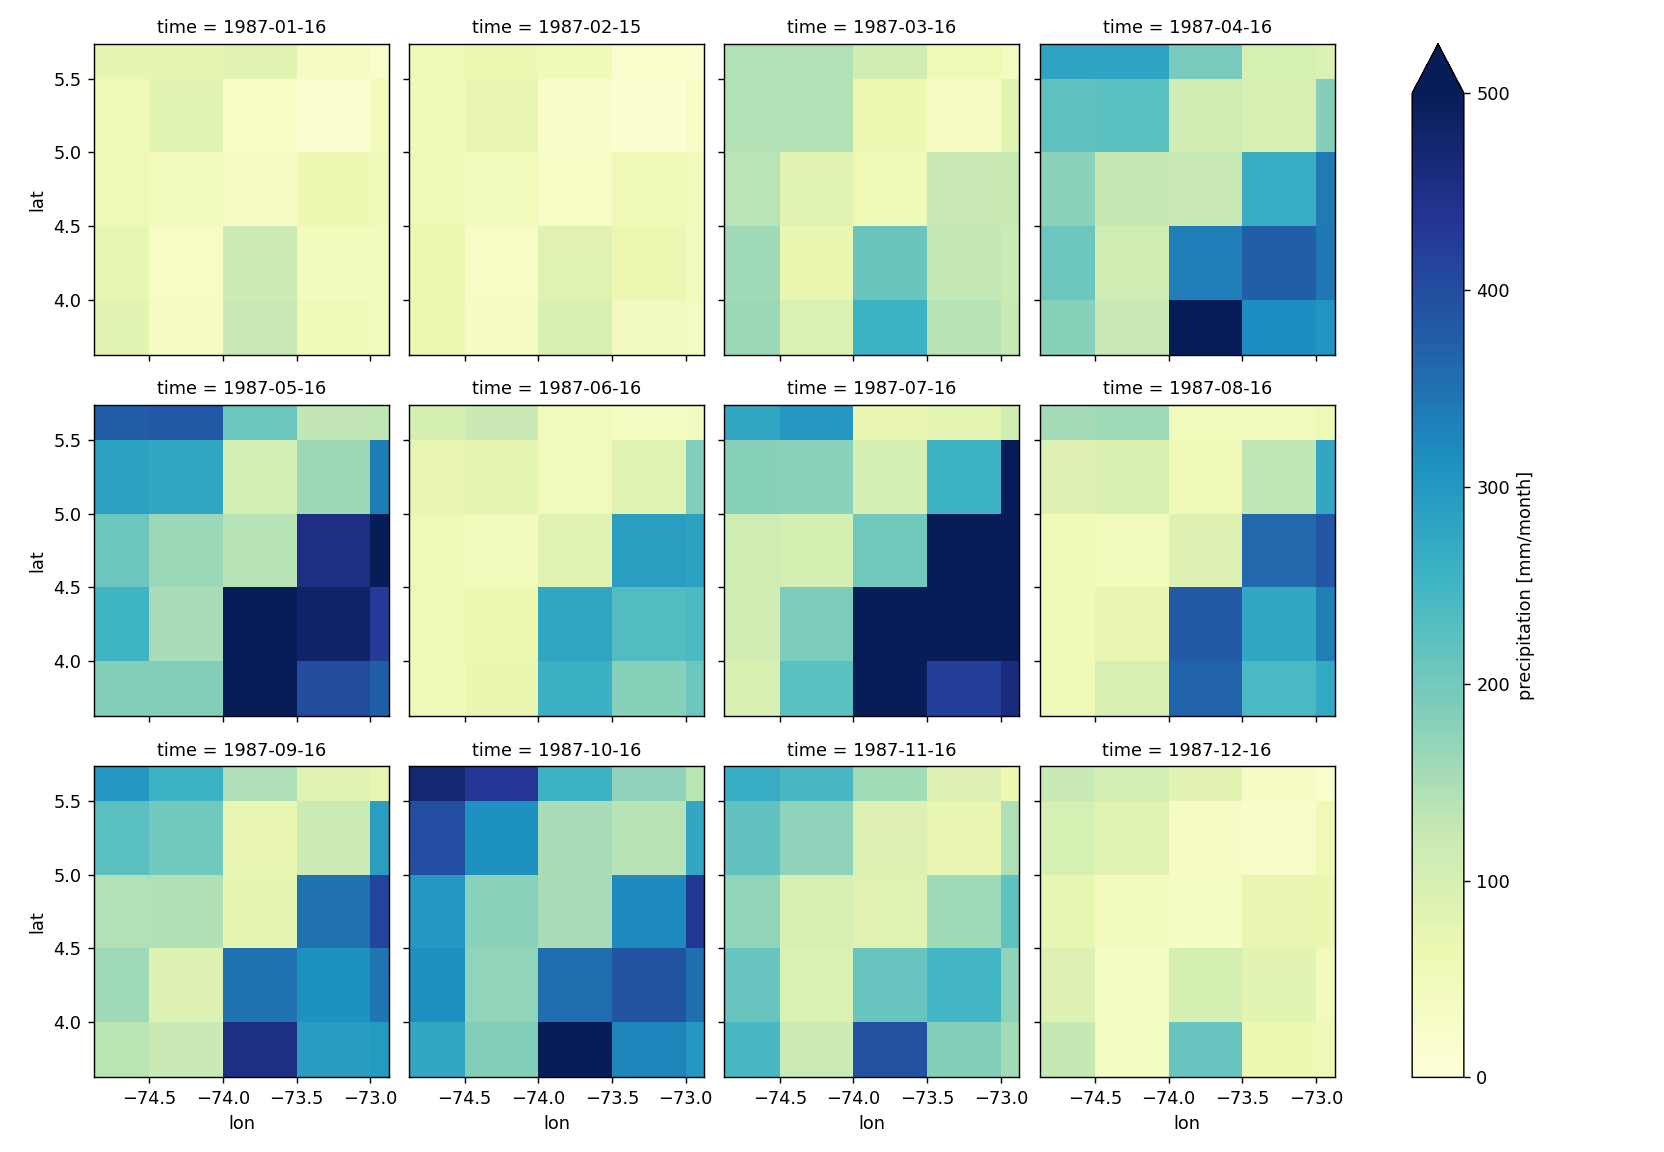 time = 1987-01-16 time = 1987-02-15 time = 1987-03-16 time = 1987-04-16
5.5
5.0
4.5
4.0
lat
time = 1987-05-16 time = 1987-06-16 time = 1987-07-16 time = 1987-08-16
5.5
5.0
4.5
4.0
lat
time = 1987-09-16 time = 1987-10-16 time = 1987-11-16 time = 1987-12-16
5.5
5.0
4.5
4.0
lat
−74.5 −74.0 −73.5 −73.0 −74.5 −74.0 −73.5 −73.0 −74.5 −74.0 −73.5 −73.0 −74.5 −74.0 −73.5 −73.0
lon lon lon lon
500
400
300
200
100
0
precipitation [mm/month]